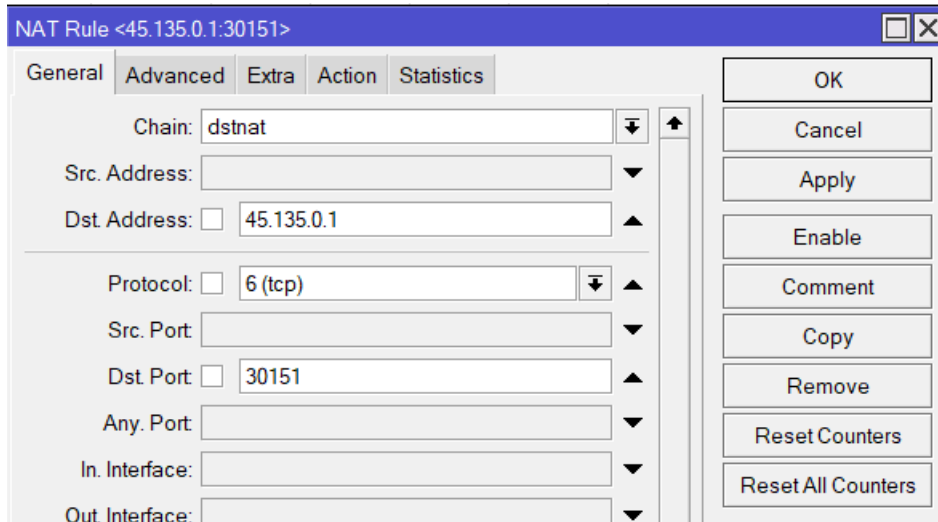 NAT Rule <45.135.0.1:30151>
General Advanced Extra Action Statistics
Chain: dstnat
Src. Address:
Dst. Address: 45.135.0.1
Protocol: 6 (tcp)
Src. Port:
Dst. Port: 30151
Any. Port:
In. Interface:
Out. Interface:
OK
Cancel
Apply
Enable
Comment
Copy
Remove
Reset Counters
Reset All Counters